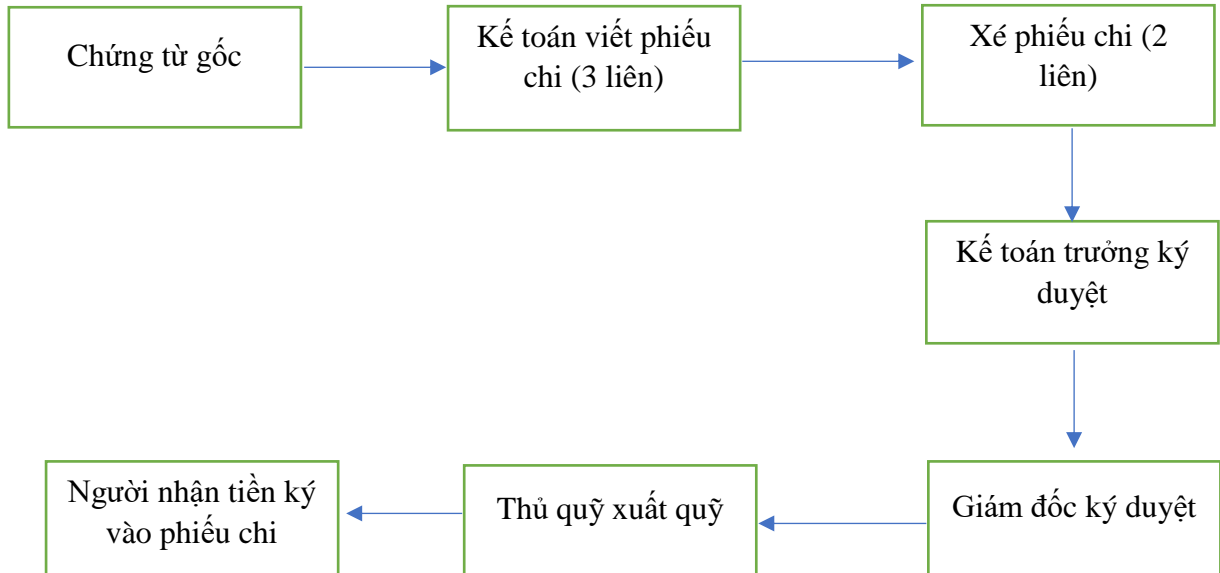 Chứng từ gốc
Kế toán viết phiếu
chi (3 liên)
Xé phiếu chi (2
liên)
Kế toán trưởng ký
duyệt
Giám đốc ký duyệt
Thủ quỹ xuất quỹ
Người nhận tiền ký
vào phiếu chi